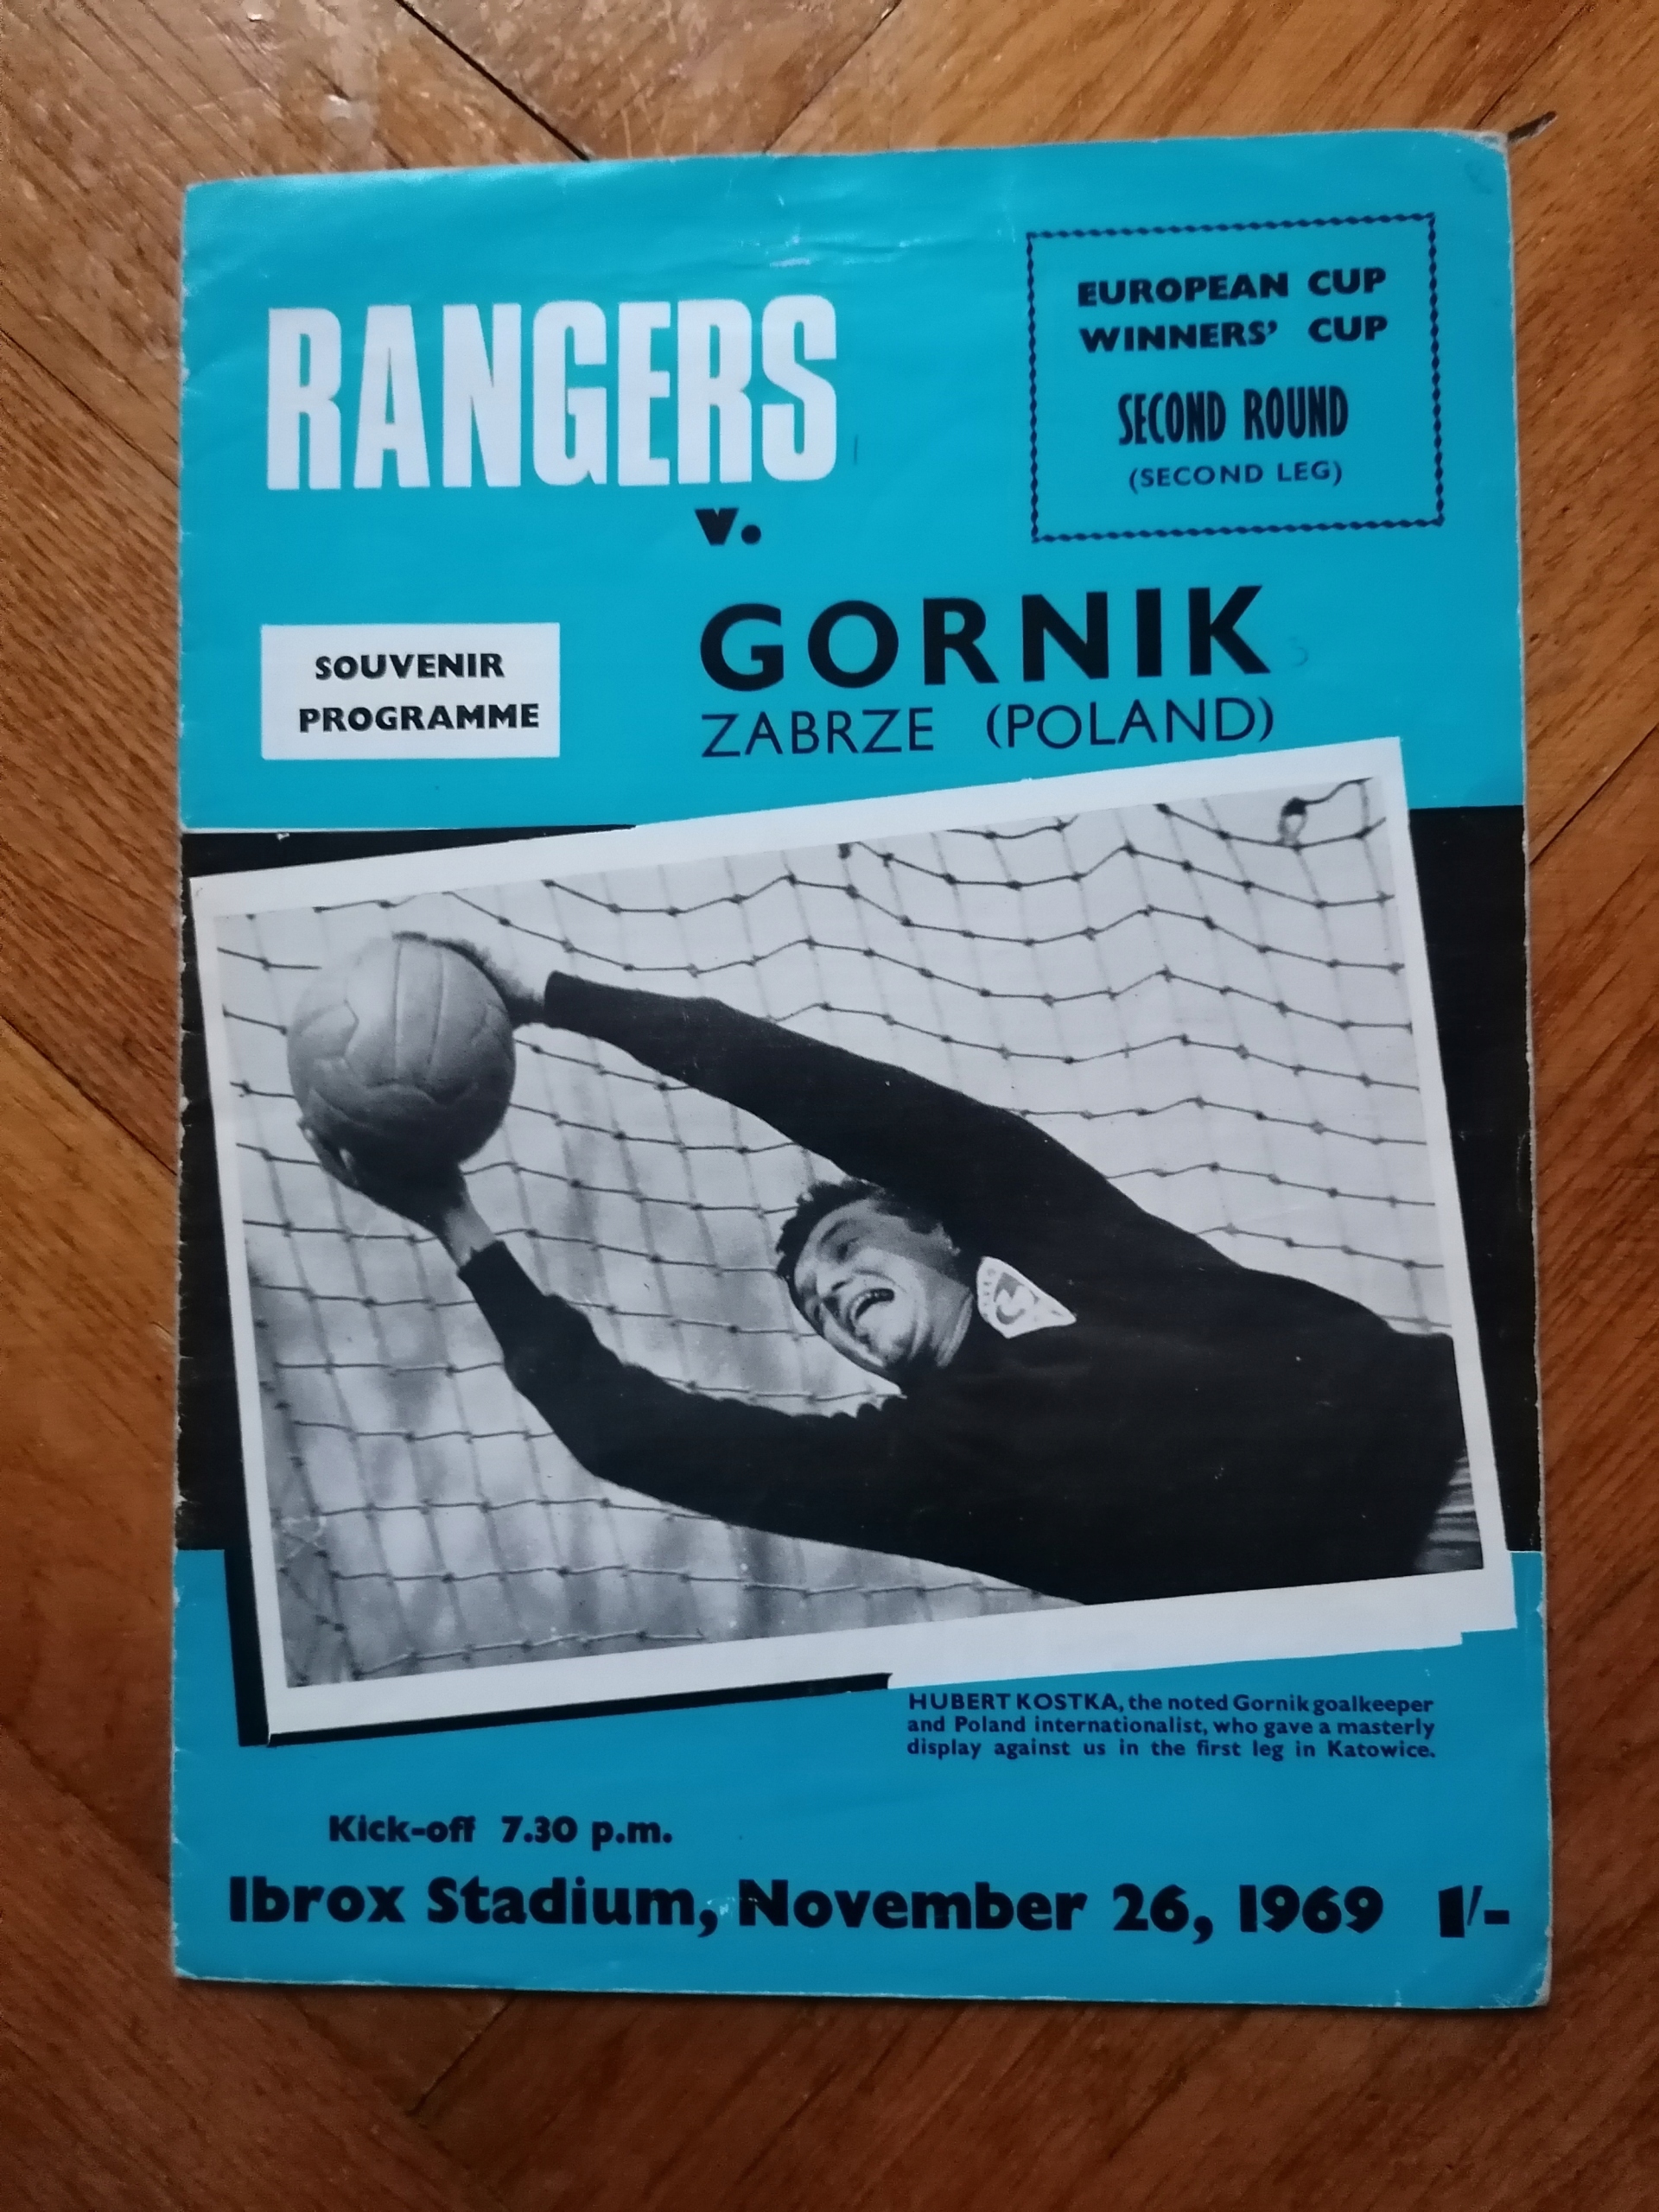 RANGERS
v.
GORNIK
ZABRZE (POLAND)
EUROPEAN CUP
WINNERS' CUP
SECOND ROUND
(SECOND LEG)
SOUVENIR
PROGRAMME
HUBERT KOSTKA, the noted Gornik goalkeeper
and Poland internationalist, who gave a masterly
display against us in the first leg in Katowice.
Kick-off 7.30 p.m.
Ibrox Stadium, November 26, 1969 1/-